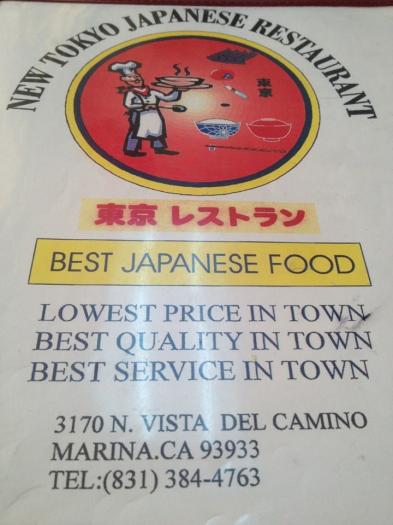 NEW TOKYO JAPANESE RESTAURANT
東京
東京 レストラン
BEST JAPANESE FOOD
LOWEST PRICE IN TOWN
BEST QUALITY IN TOWN
BEST SERVICE IN TOWN
3170 N. VISTA DEL CAMINO
MARINA.CA 93933
TEL:(831) 384-4763